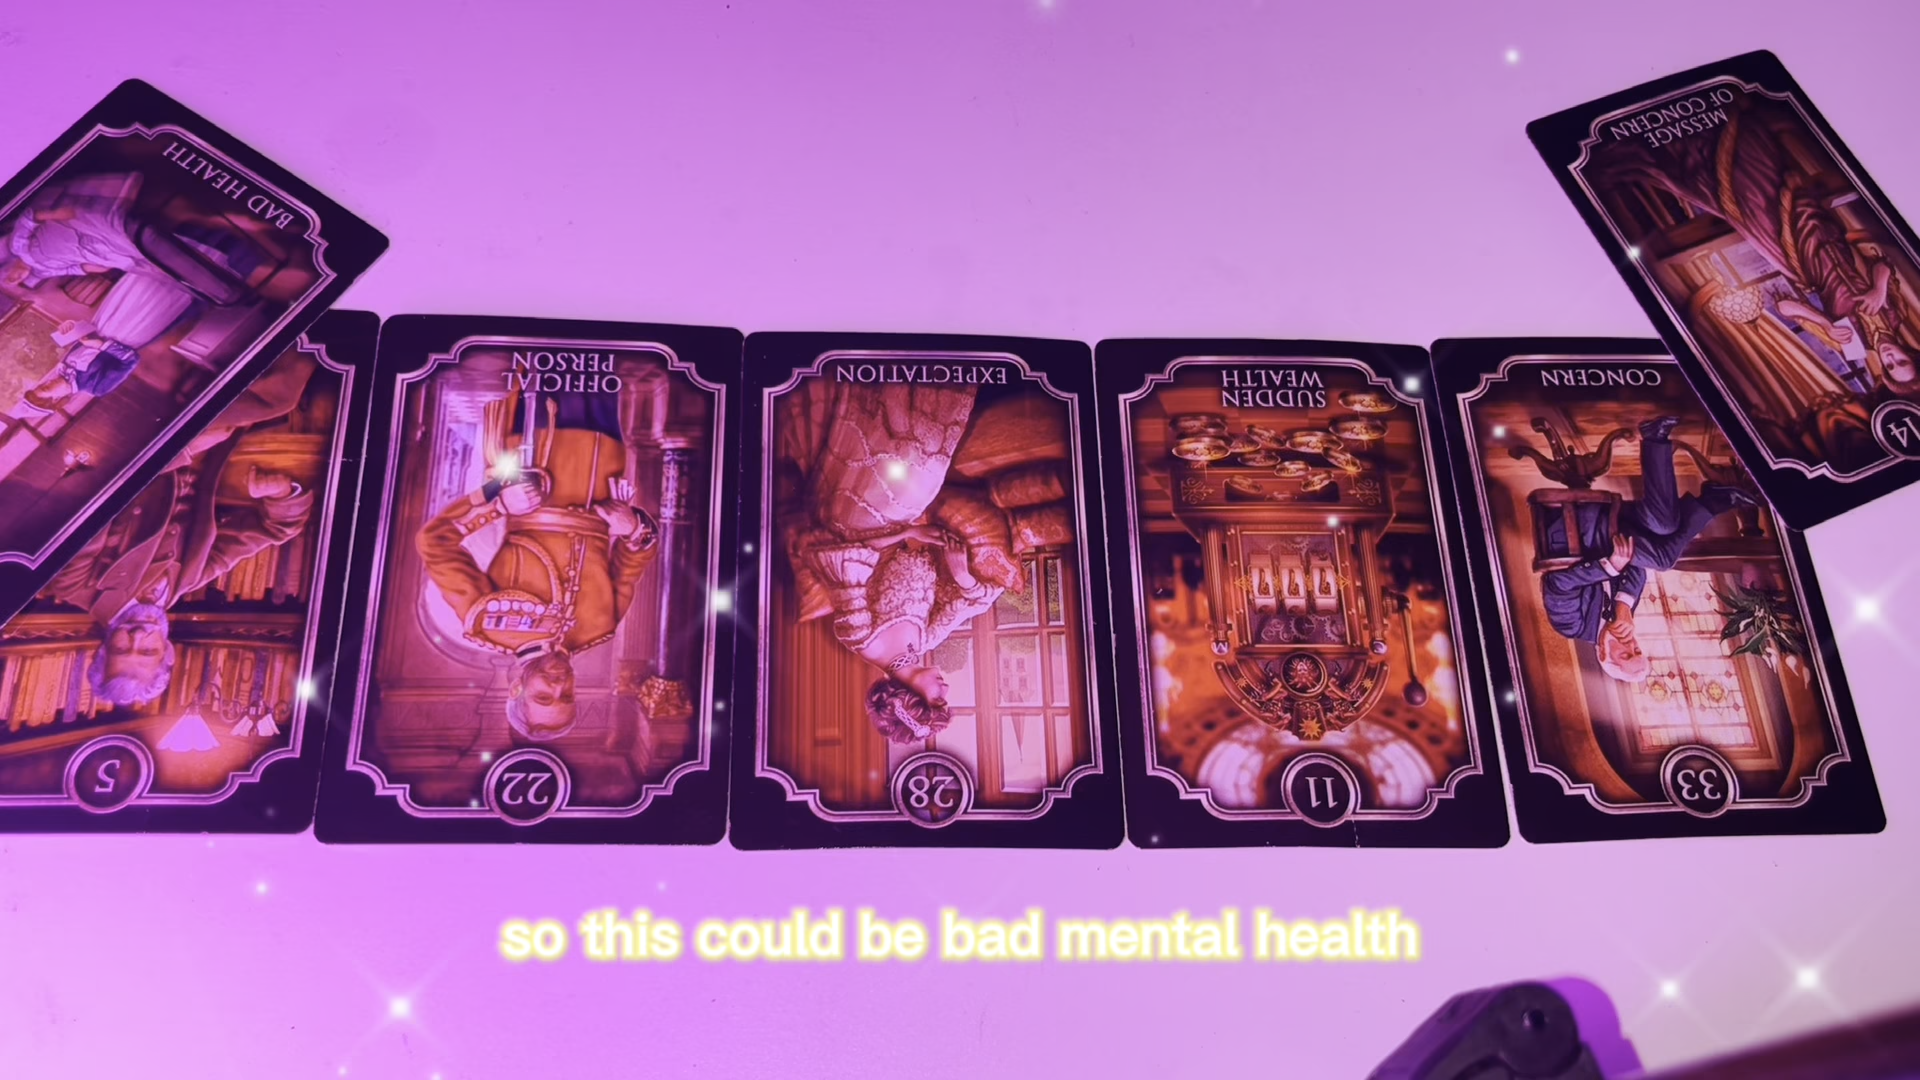 BAD HEALTH
MESSAGE
OF CONCERN
14
5
OFFICIAL
PERSON
22
EXPECTATION
28
SUDDEN
WEALTH
11
CONCERN
33
so this could be bad mental health